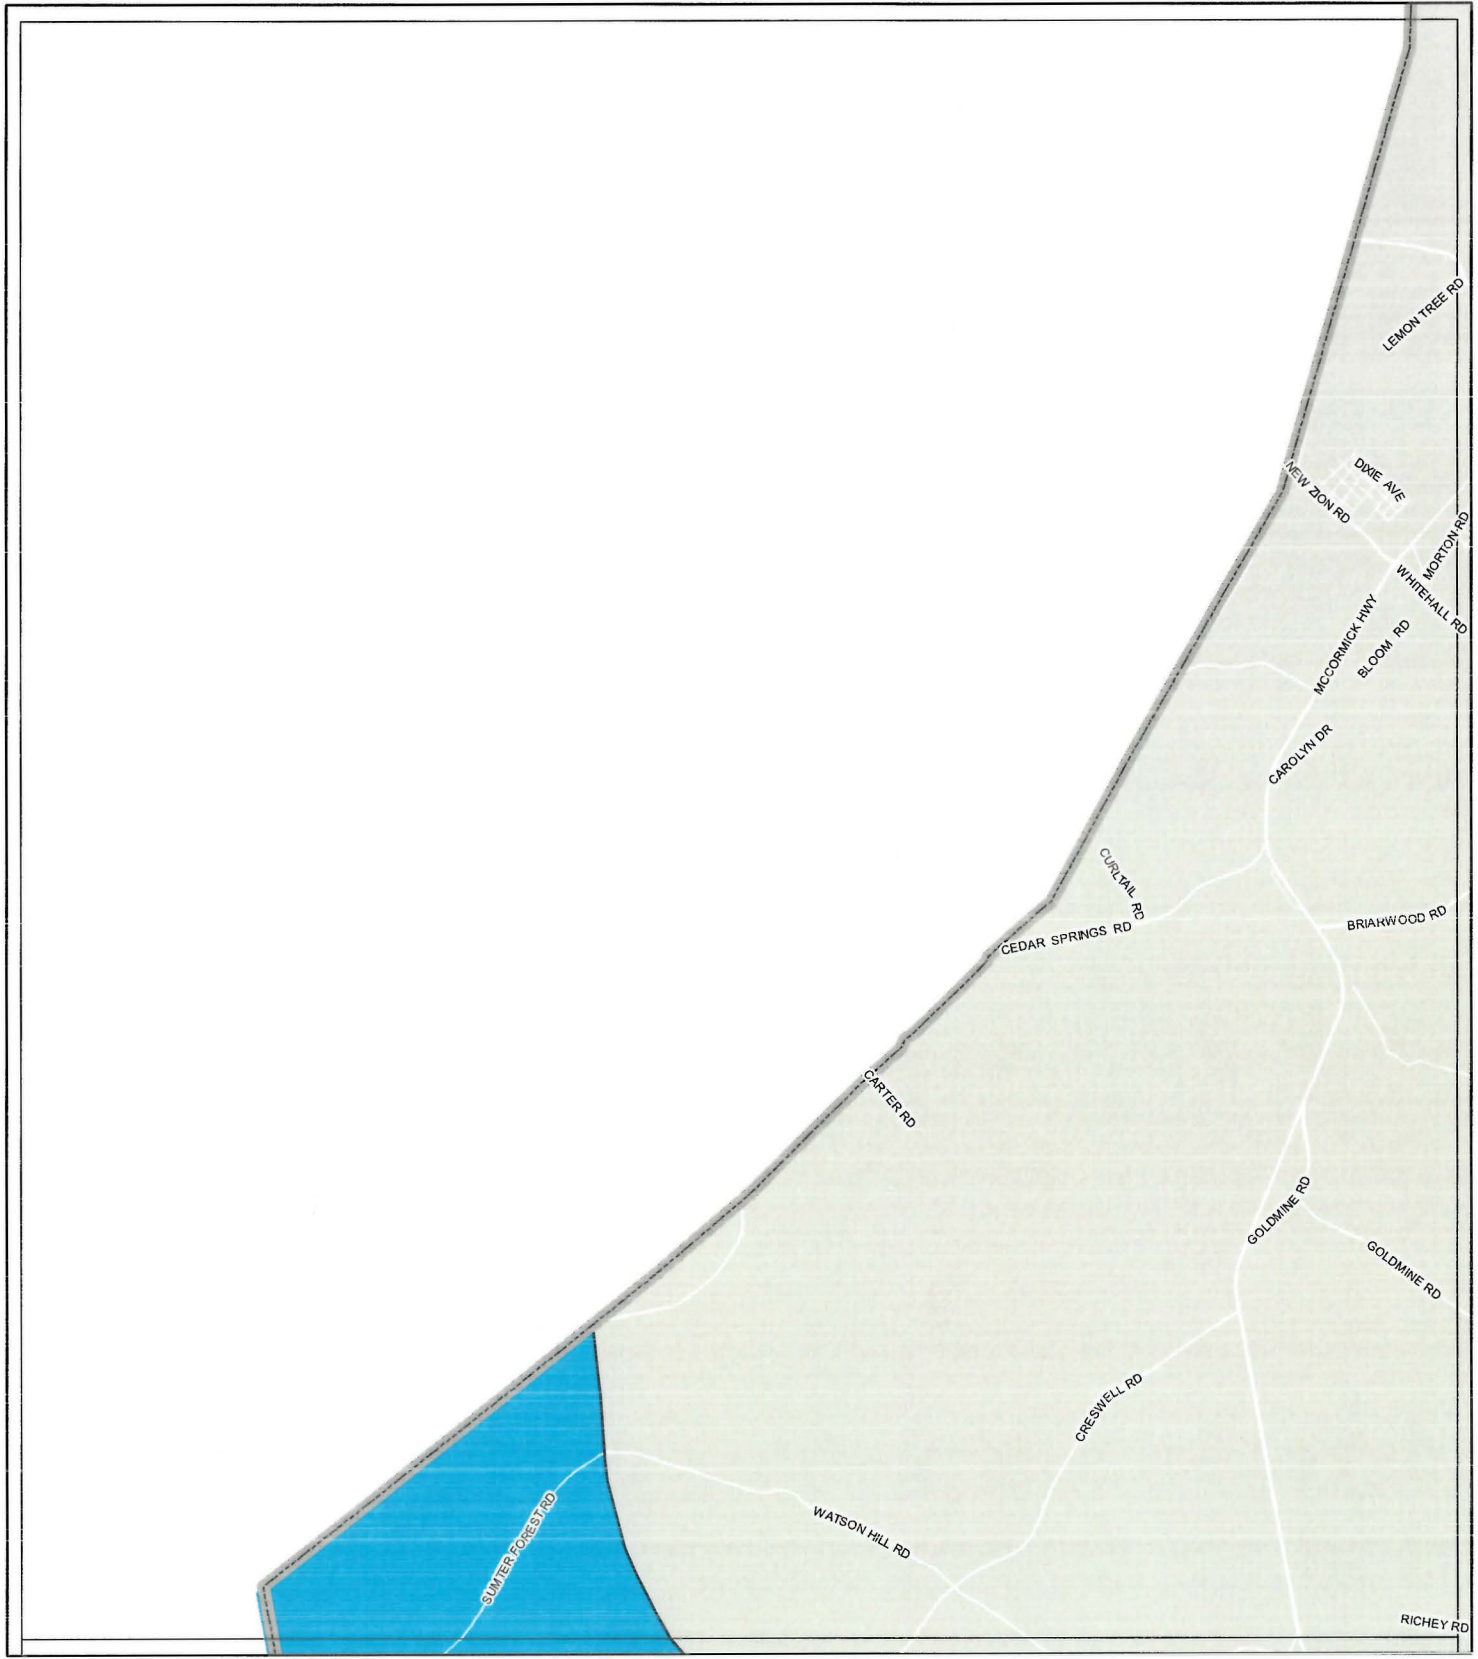 LEMON TREE RD
DIXIE AVE
NEW ZION RD
MORTON RD
WHITEHALL RD
MCCORMICK HWY
BLOOM RD
CAROLYN DR
CURLTAIL RD
BRIARWOOD RD
CEDAR SPRINGS RD
CARTER RD
GOLDMINE RD
GOLDMINE RD
CRESWELL RD
SUMTER FOREST RD
WATSON HILL RD
RICHEY RD